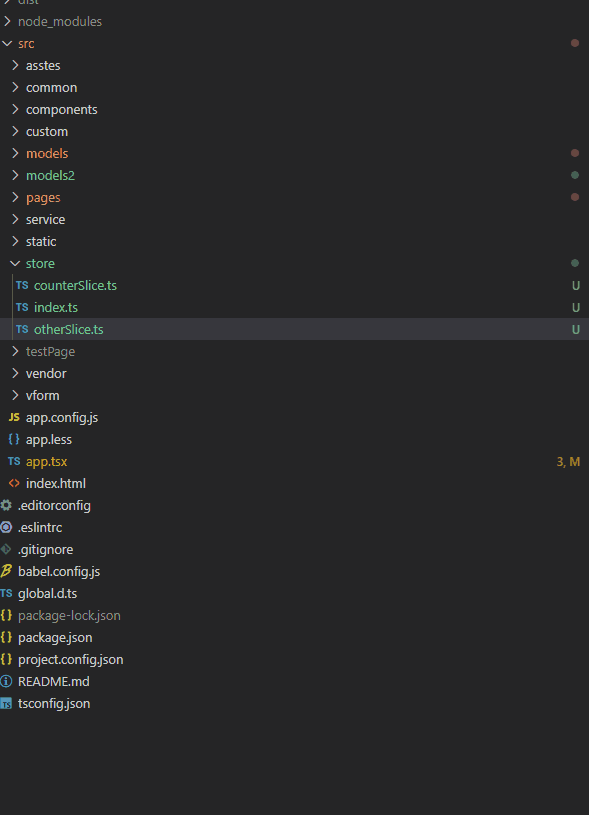 dist
node_modules
src
asstes
common
components
custom
models
models2
pages
service
static
store
TS counterSlice.ts U
TS index.ts U
TS otherSlice.ts U
testPage
vendor
vform
JS app.config.js
{} app.less
TS app.tsx 3, M
<> index.html
.editorconfig
.eslintrc
.gitignore
babel.config.js
TS global.d.ts
{} package-lock.json
{} package.json
{} project.config.json
README.md
TS tsconfig.json